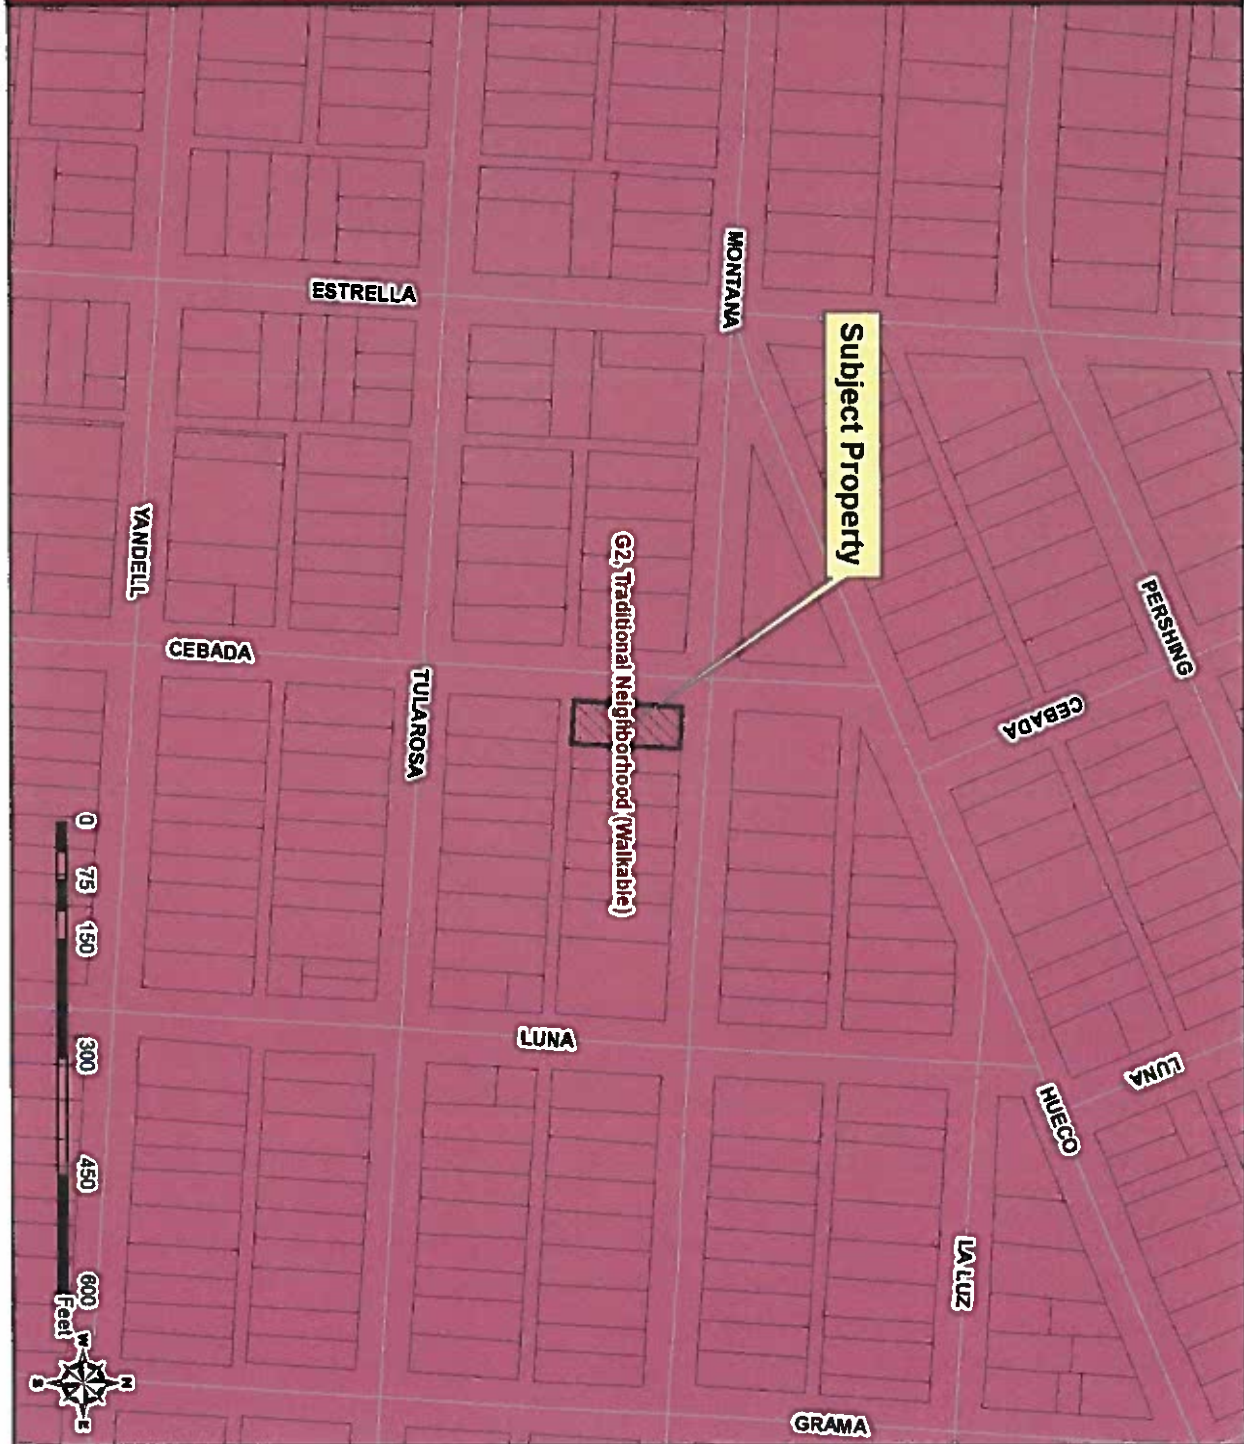 PERSHING
CEBADA
LUNA
HUECO
LA LUZ
GRAMA
Subject Property
MONTANA
G2, Traditional Neighborhood (Walkable)
LUNA
ESTRELLA
TULAROSA
CEBADA
YANDELL
0 75 150 300 450 600
Feet
N
W
E
S